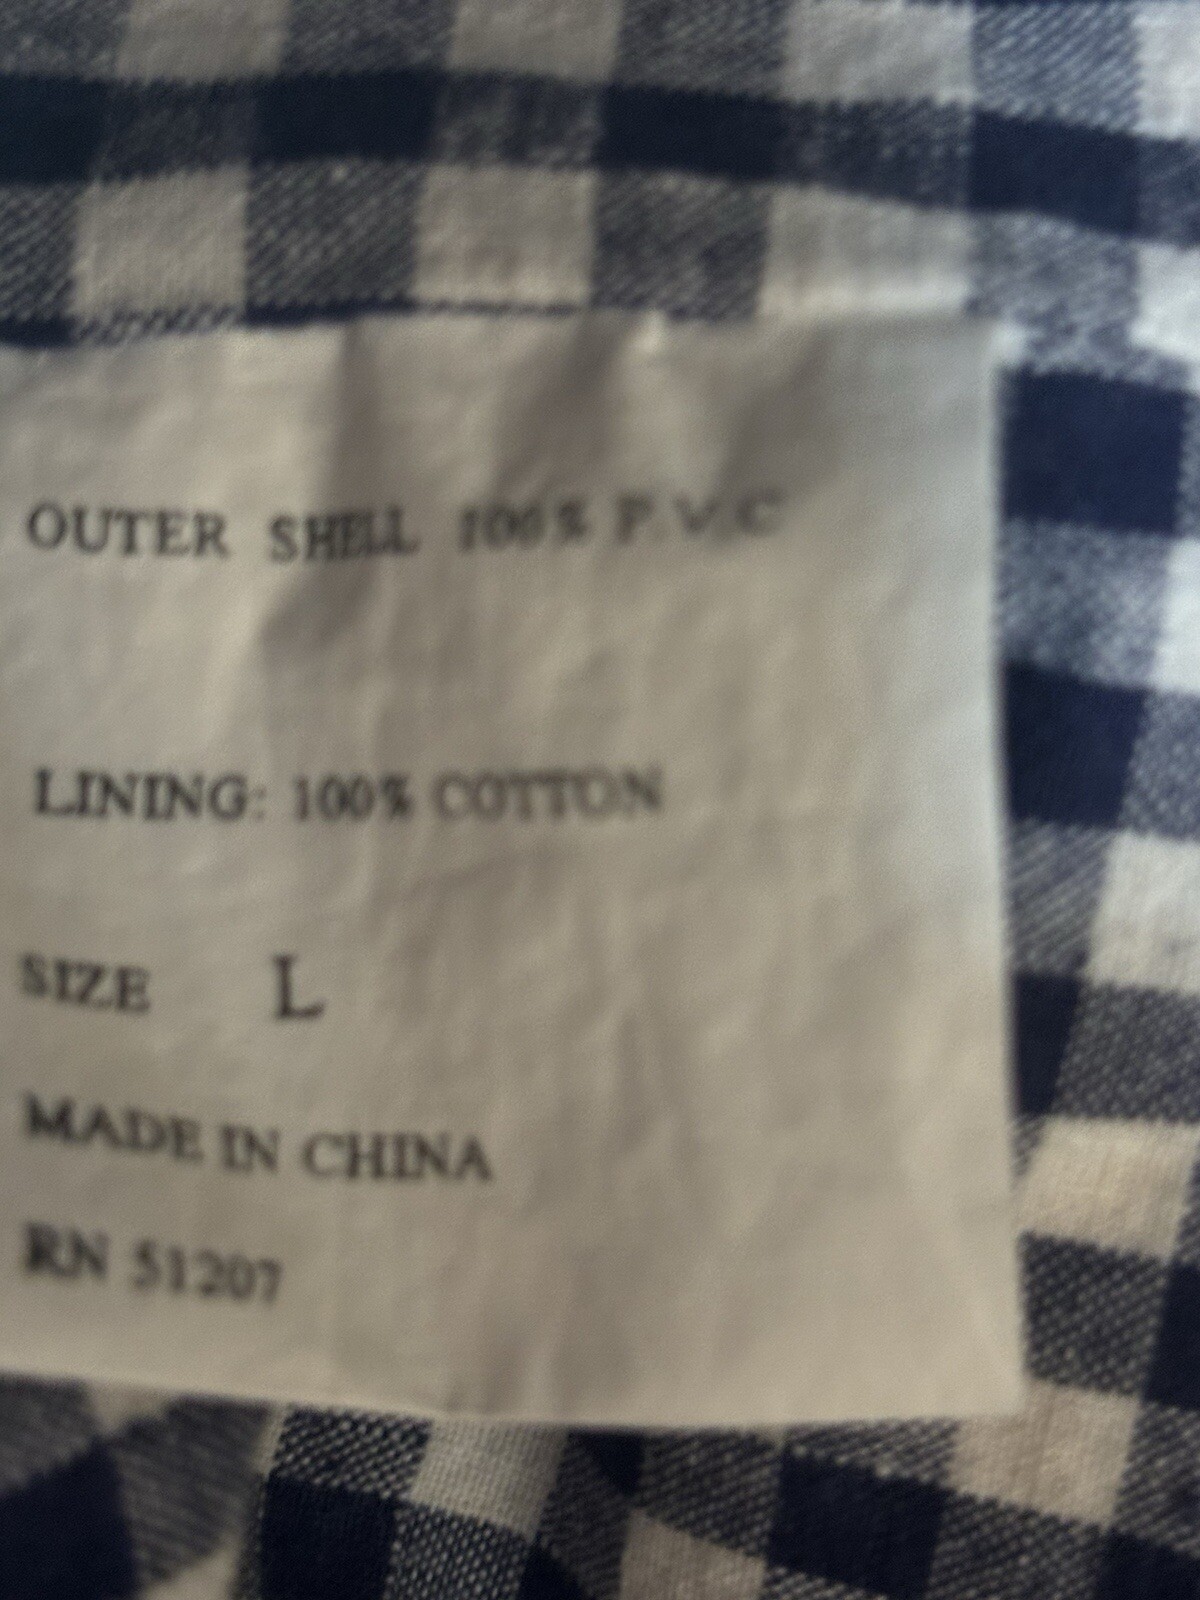 OUTER SHELL 100% P.V.C
LINING: 100% COTTON
SIZE L
MADE IN CHINA
RN 51207